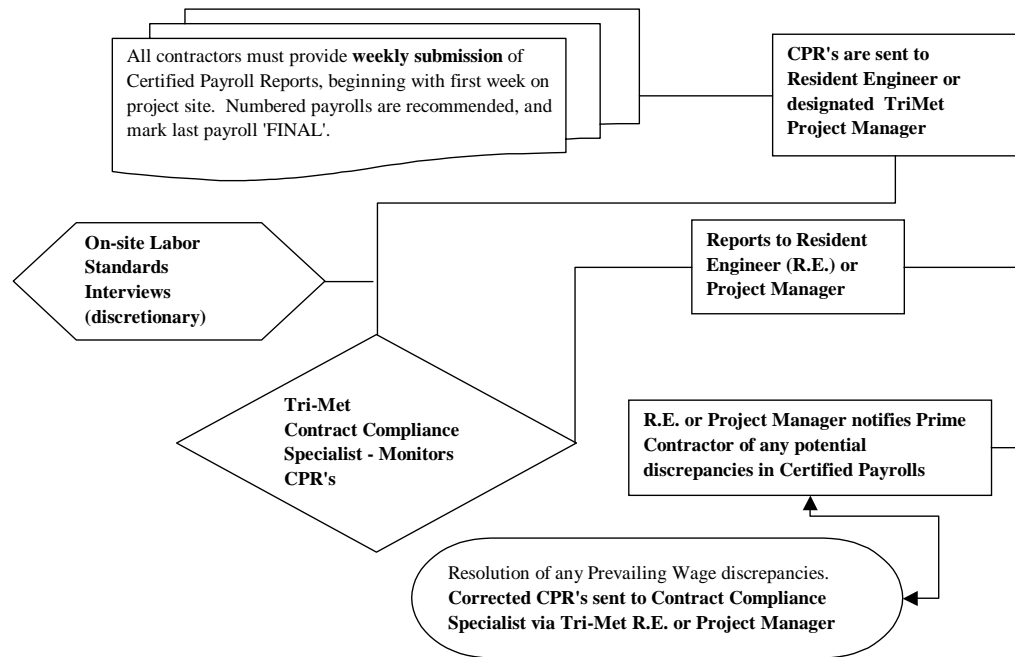 All contractors must provide weekly submission of
Certified Payroll Reports, beginning with first week on
project site. Numbered payrolls are recommended, and
mark last payroll 'FINAL'.
CPR's are sent to
Resident Engineer or
designated TriMet
Project Manager
On-site Labor
Standards
Interviews
(discretionary)
Reports to Resident
Engineer (R.E.) or
Project Manager
Tri-Met
Contract Compliance
Specialist - Monitors
CPR's
R.E. or Project Manager notifies Prime
Contractor of any potential
discrepancies in Certified Payrolls
Resolution of any Prevailing Wage discrepancies.
Corrected CPR's sent to Contract Compliance
Specialist via Tri-Met R.E. or Project Manager